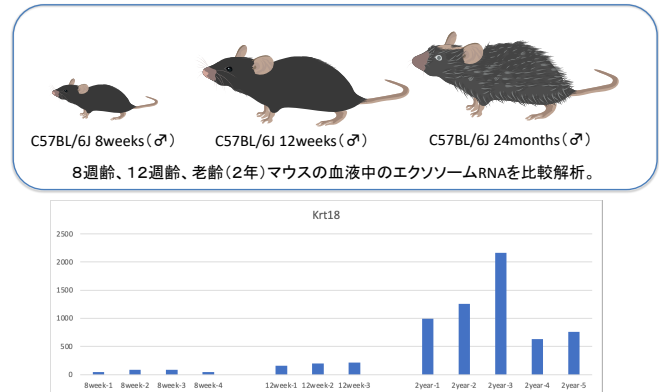 C57BL/6J 8weeks(♂)
C57BL/6J 12weeks(♂)
C57BL/6J 24months(♂)
8週齢、12週齢、老齢(2年)マウスの血液中のエクソソームRNAを比較解析。
Krt18
2500
2000
1500
1000
500
0
8week-1 8week-2 8week-3 8week-4 12week-1 12week-2 12week-3 2year-1 2year-2 2year-3 2year-4 2year-5